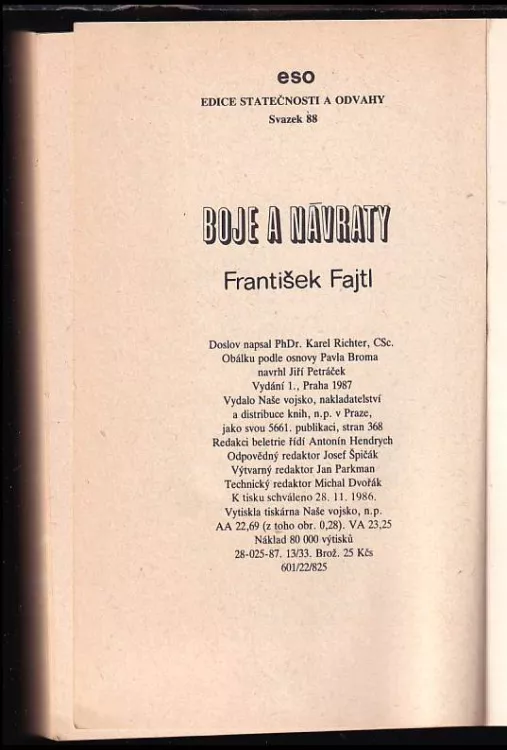 eso
EDICE STATEČNOSTI A ODVAHY
Svazek 88
BOJE A NÁVRATY
František Fajtl
Doslov napsal PhDr. Karel Richter, CSc.
Obálku podle osnovy Pavla Broma
navrhl Jiří Petráček
Vydání 1., Praha 1987
Vydalo Naše vojsko, nakladatelství
a distribuce knih, n.p. v Praze,
jako svou 5661. publikaci, stran 368
Redakci beletrie řídí Antonín Hendrych
Odpovědný redaktor Josef Špičák
Výtvarný redaktor Jan Parkman
Technický redaktor Michal Dvořák
K tisku schváleno 28. 11. 1986.
Vytiskla tiskárna Naše vojsko, n.p.
AA 22,69 (z toho obr. 0,28). VA 23,25
Náklad 80 000 výtisků
28-025-87. 13/33. Brož. 25 Kčs
601/22/825